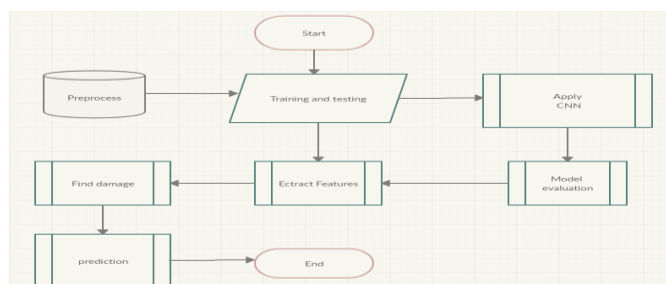 Start
Preprocess
Training and testing
Apply
CNN
Find damage
Ectract Features
Model
evaluation
prediction
End